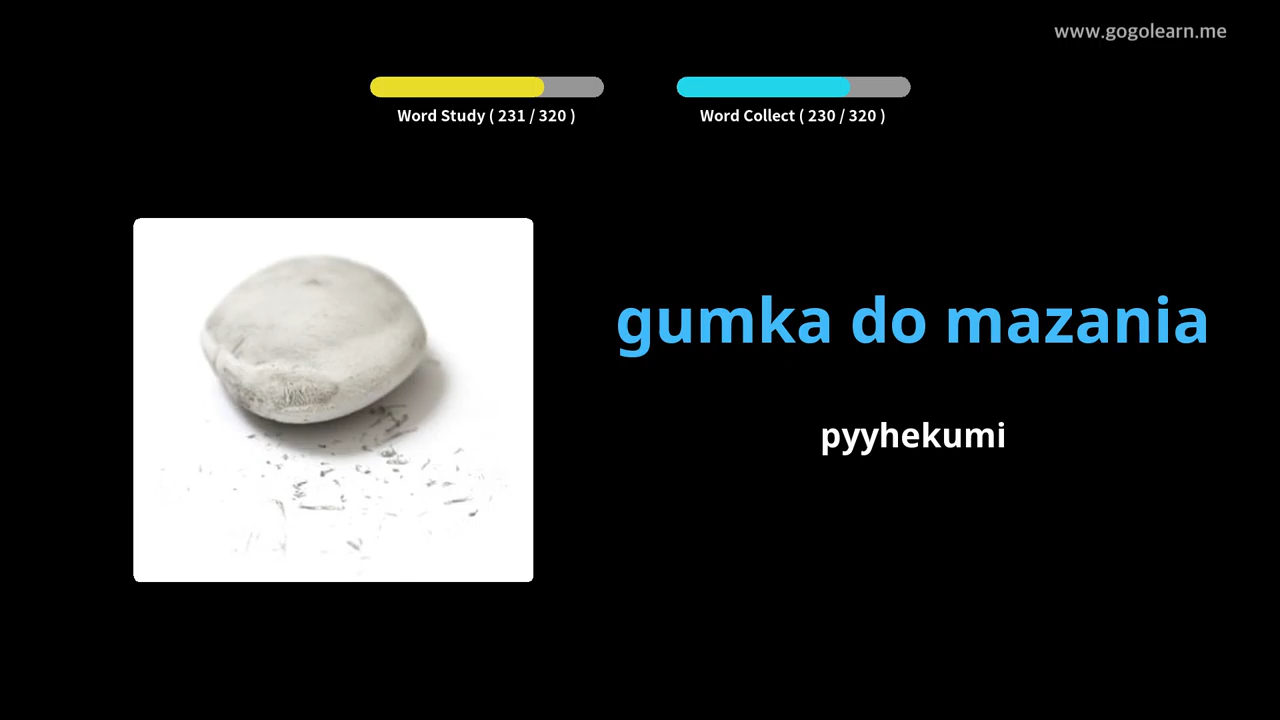 www.gogolearn.me
Word Study ( 231 / 320 )
Word Collect ( 230 / 320 )
gumka do mazania
pyyhekumi